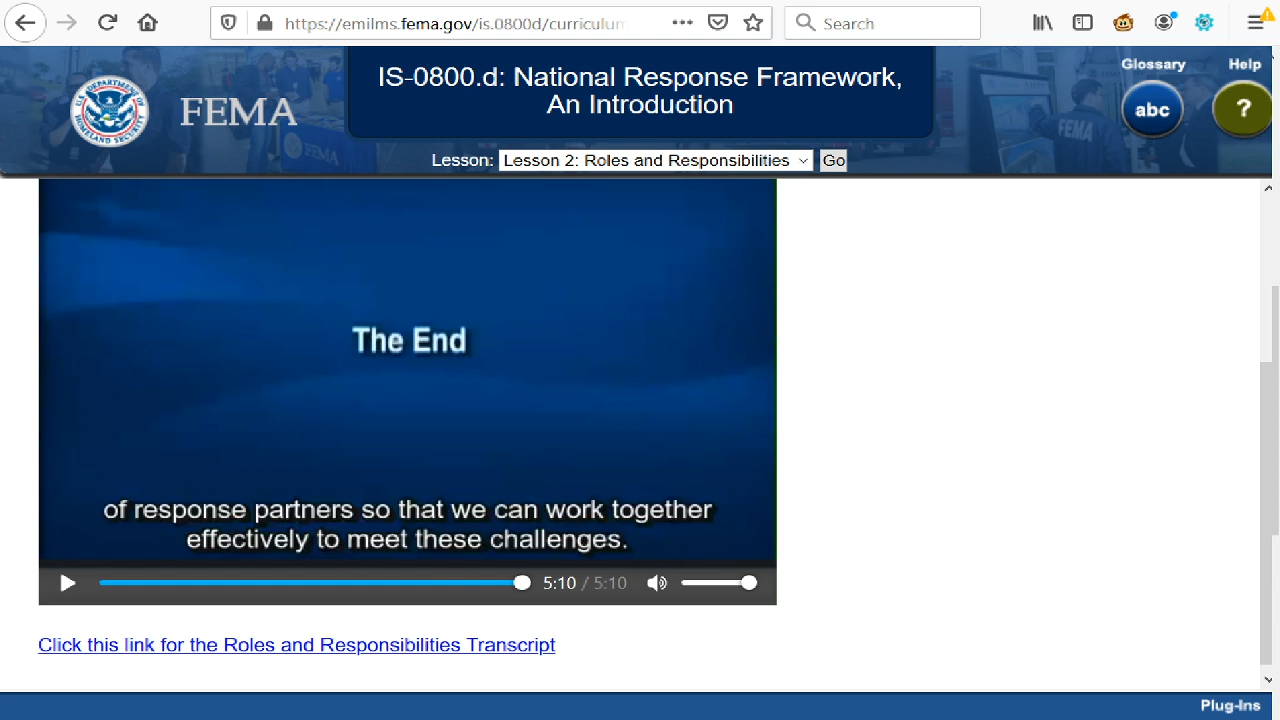 https://emilms.fema.gov/is.0800d/curriculum
Search
FEMA
IS-0800.d: National Response Framework,
An Introduction
Glossary
Help
abc
?
FEMA
Lesson: Lesson 2: Roles and Responsibilities Go
The End
of response partners so that we can work together
effectively to meet these challenges.
5:10 / 5:10
Click this link for the Roles and Responsibilities Transcript
Plug-Ins